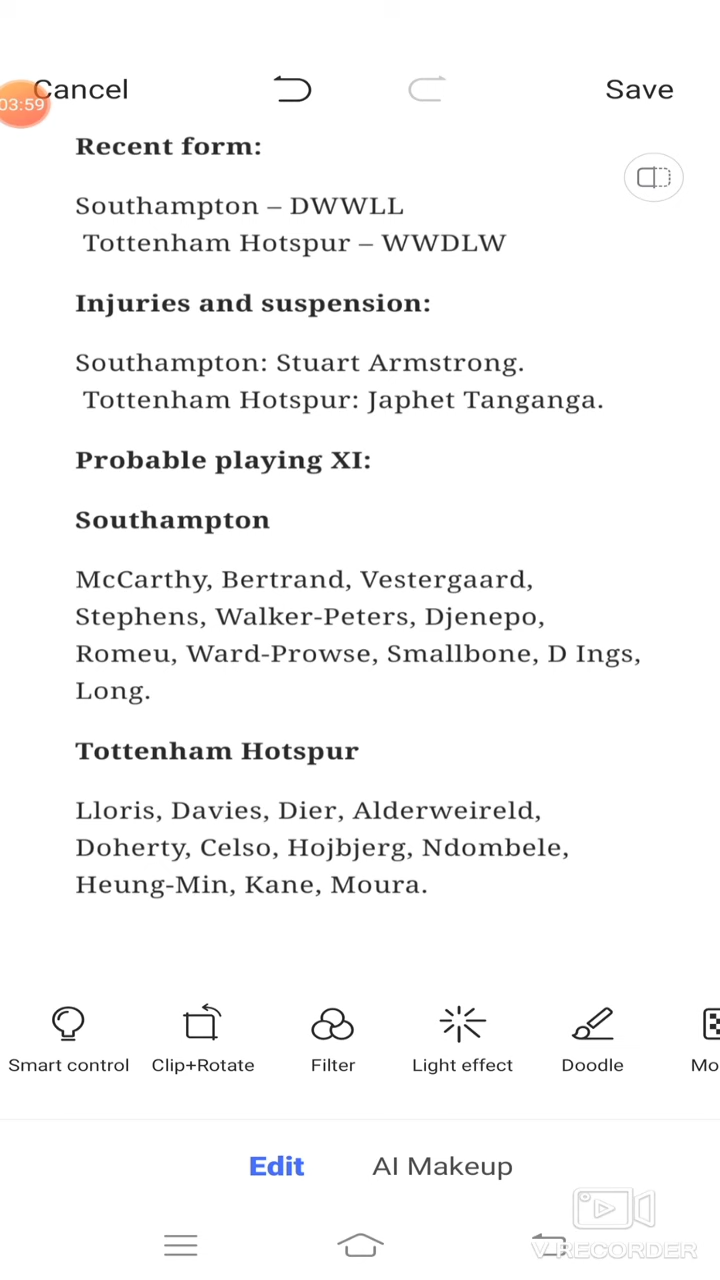 Cancel
Save
03:59
Recent form:
Southampton – DWWLL
Tottenham Hotspur – WWDLW
Injuries and suspension:
Southampton: Stuart Armstrong.
Tottenham Hotspur: Japhet Tanganga.
Probable playing XI:
Southampton
McCarthy, Bertrand, Vestergaard,
Stephens, Walker-Peters, Djenepo,
Romeu, Ward-Prowse, Smallbone, D Ings,
Long.
Tottenham Hotspur
Lloris, Davies, Dier, Alderweireld,
Doherty, Celso, Hojbjerg, Ndombele,
Heung-Min, Kane, Moura.
Smart control
Clip+Rotate
Filter
Light effect
Doodle
Mo
Edit
AI Makeup
V RECORDER